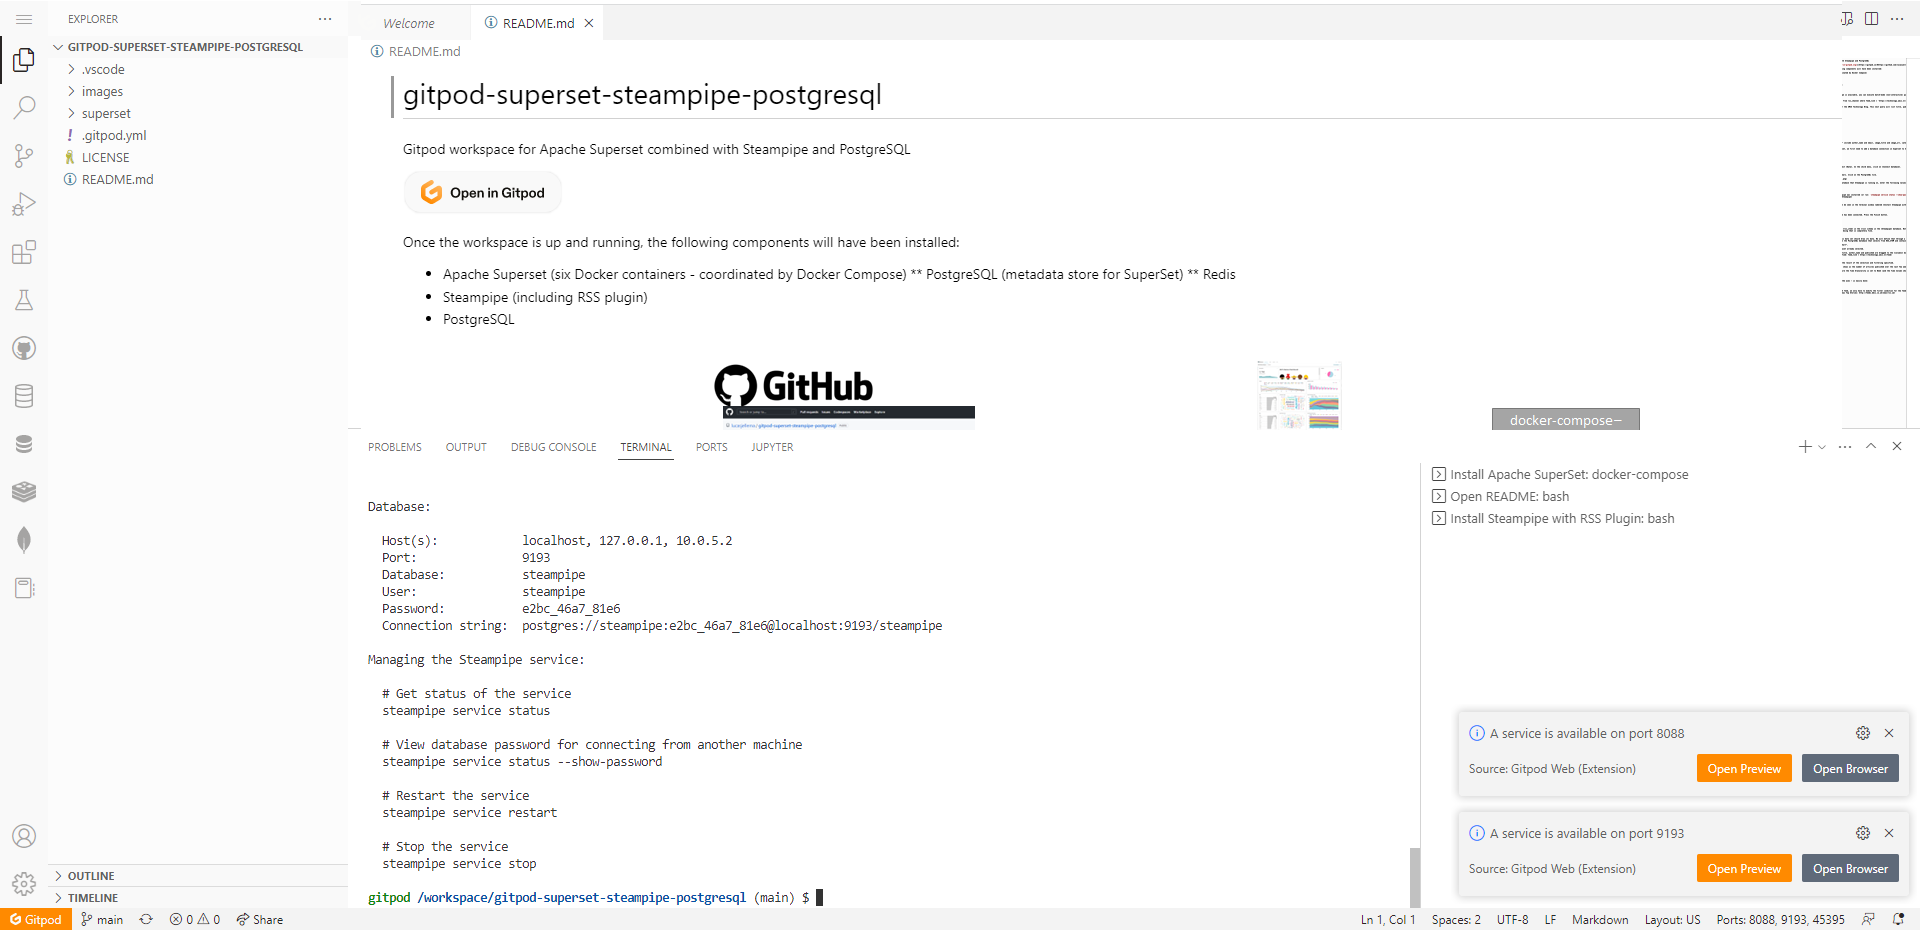 EXPLORER
GITPOD-SUPERSET-STEAMPIPE-POSTGRESQL
.vscode
images
superset
.gitpod.yml
LICENSE
README.md
OUTLINE
TIMELINE
Welcome
README.md
README.md
gitpod-superset-steampipe-postgresql
Gitpod workspace for Apache Superset combined with Steampipe and PostgreSQL
Open in Gitpod
Once the workspace is up and running, the following components will have been installed:
Apache Superset (six Docker containers - coordinated by Docker Compose) ** PostgreSQL (metadata store for SuperSet) ** Redis
Steampipe (including RSS plugin)
PostgreSQL
GitHub
docker-compose
PROBLEMS OUTPUT DEBUG CONSOLE TERMINAL PORTS JUPYTER
Database:
Host(s): localhost, 127.0.0.1, 10.0.5.2
Port: 9193
Database: steampipe
User: steampipe
Password: e2bc_46a7_81e6
Connection string: postgres://steampipe:e2bc_46a7_81e6@localhost:9193/steampipe
Managing the Steampipe service:
# Get status of the service
steampipe service status
# View database password for connecting from another machine
steampipe service status --show-password
# Restart the service
steampipe service restart
# Stop the service
steampipe service stop
gitpod /workspace/gitpod-superset-steampipe-postgresql (main) $
Install Apache SuperSet: docker-compose
Open README: bash
Install Steampipe with RSS Plugin: bash
A service is available on port 8088
Source: Gitpod Web (Extension) Open Preview Open Browser
A service is available on port 9193
Source: Gitpod Web (Extension) Open Preview Open Browser
Gitpod main 0 0 Share Ln 1, Col 1 Spaces: 2 UTF-8 LF Markdown Layout: US Ports: 8088, 9193, 45395